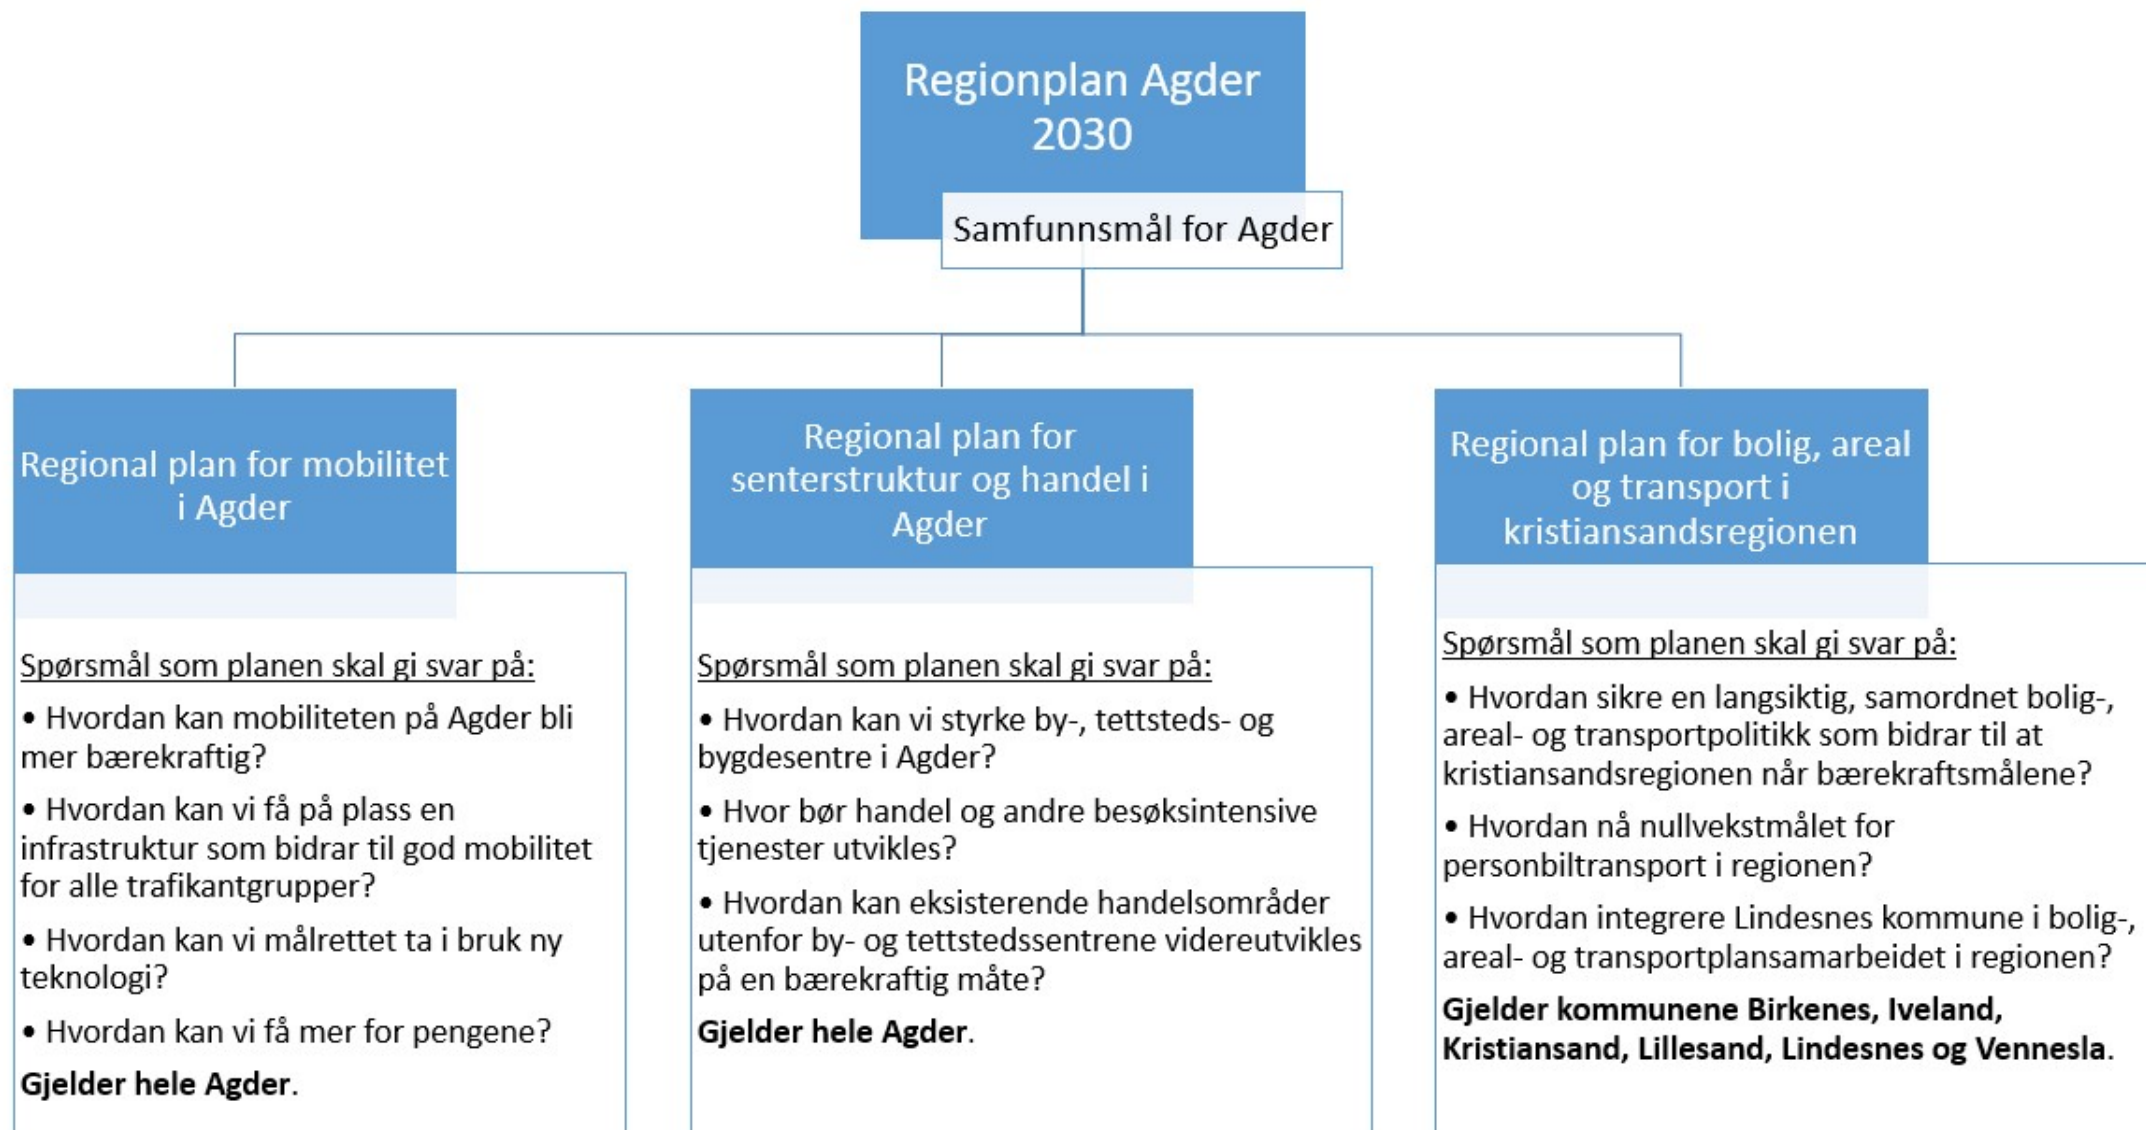 Regionplan Agder
2030
Samfunnsmål for Agder
Regional plan for mobilitet
i Agder
Spørsmål som planen skal gi svar på:
• Hvordan kan mobiliteten på Agder bli
mer bærekraftig?
• Hvordan kan vi få på plass en
infrastruktur som bidrar til god mobilitet
for alle trafikantgrupper?
• Hvordan kan vi målrettet ta i bruk ny
teknologi?
• Hvordan kan vi få mer for pengene?
Gjelder hele Agder.
Regional plan for
senterstruktur og handel i
Agder
Spørsmål som planen skal gi svar på:
• Hvordan kan vi styrke by-, tettsteds- og
bygdesentre i Agder?
• Hvor bør handel og andre besøksintensive
tjenester utvikles?
• Hvordan kan eksisterende handelsområder
utenfor by- og tettstedssentrene videreutvikles
på en bærekraftig måte?
Gjelder hele Agder.
Regional plan for bolig, areal
og transport i
kristiansandsregionen
Spørsmål som planen skal gi svar på:
• Hvordan sikre en langsiktig, samordnet bolig-,
areal- og transportpolitikk som bidrar til at
kristiansandsregionen når bærekraftsmålene?
• Hvordan nå nullvekstmålet for
personbiltransport i regionen?
• Hvordan integrere Lindesnes kommune i bolig-,
areal- og transportplansamarbeidet i regionen?
Gjelder kommunene Birkenes, Iveland,
Kristiansand, Lillesand, Lindesnes og Vennesla.